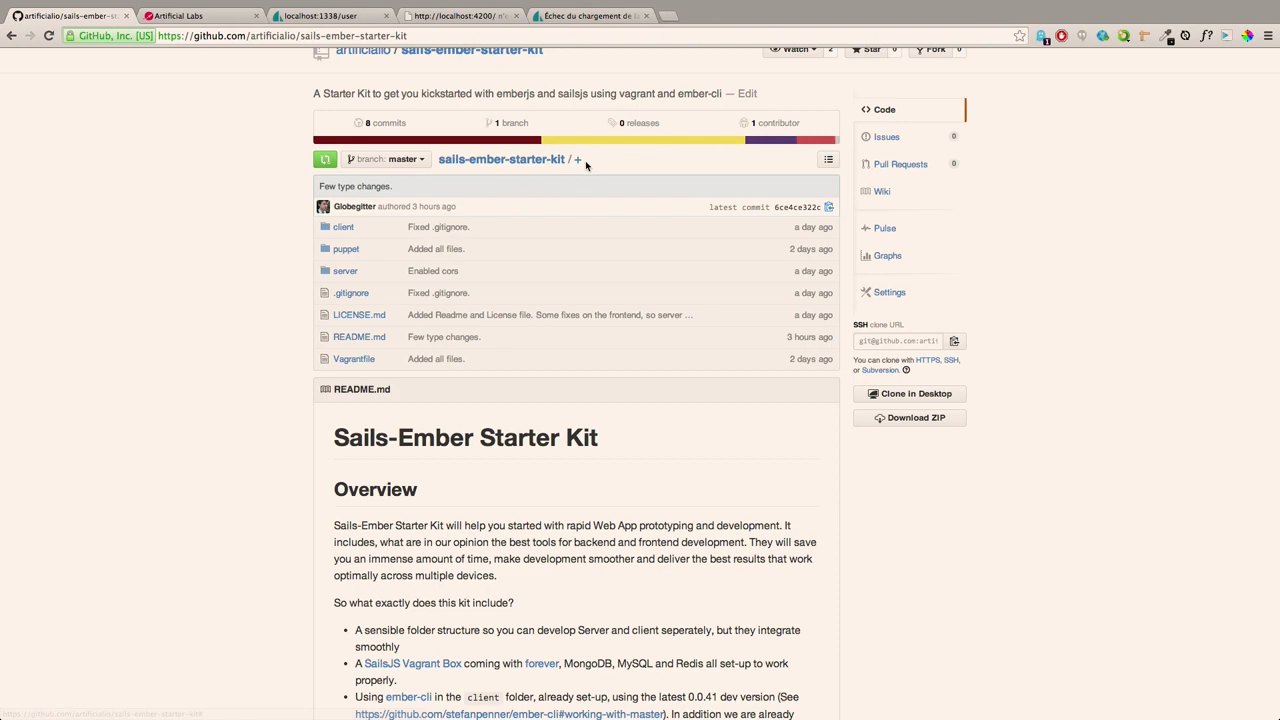 artificialio/sails-ember-sta
Artificial Labs
localhost:1338/user
http://localhost:4200/ n'e
Échec du chargement de la
GitHub, Inc. [US] https://github.com/artificialio/sails-ember-starter-kit
artificialio / sails-ember-starter-kit
Watch 2 Star 0 Fork 0
A Starter Kit to get you kickstarted with emberjs and sailsjs using vagrant and ember-cli — Edit
8 commits 1 branch 0 releases 1 contributor
branch: master sails-ember-starter-kit / +
Few type changes.
Globegitter authored 3 hours ago latest commit 6ce4ce322c
client Fixed .gitignore. a day ago
puppet Added all files. 2 days ago
server Enabled cors a day ago
.gitignore Fixed .gitignore. a day ago
LICENSE.md Added Readme and License file. Some fixes on the frontend, so server … a day ago
README.md Few type changes. 3 hours ago
Vagrantfile Added all files. 2 days ago
<> Code
Issues 0
Pull Requests 0
Wiki
Pulse
Graphs
Settings
SSH clone URL
git@github.com:arti
You can clone with HTTPS, SSH,
or Subversion.
Clone in Desktop
Download ZIP
README.md
Sails-Ember Starter Kit
Overview
Sails-Ember Starter Kit will help you started with rapid Web App prototyping and development. It
includes, what are in our opinion the best tools for backend and frontend development. They will save
you an immense amount of time, make development smoother and deliver the best results that work
optimally across multiple devices.
So what exactly does this kit include?
• A sensible folder structure so you can develop Server and client seperately, but they integrate
smoothly
• A SailsJS Vagrant Box coming with forever, MongoDB, MySQL and Redis all set-up to work
properly.
• Using ember-cli in the client folder, already set-up, using the latest 0.0.41 dev version (See
https://github.com/stefanpenner/ember-cli#working-with-master). In addition we are already
https://github.com/artificialio/sails-ember-starter-kit#